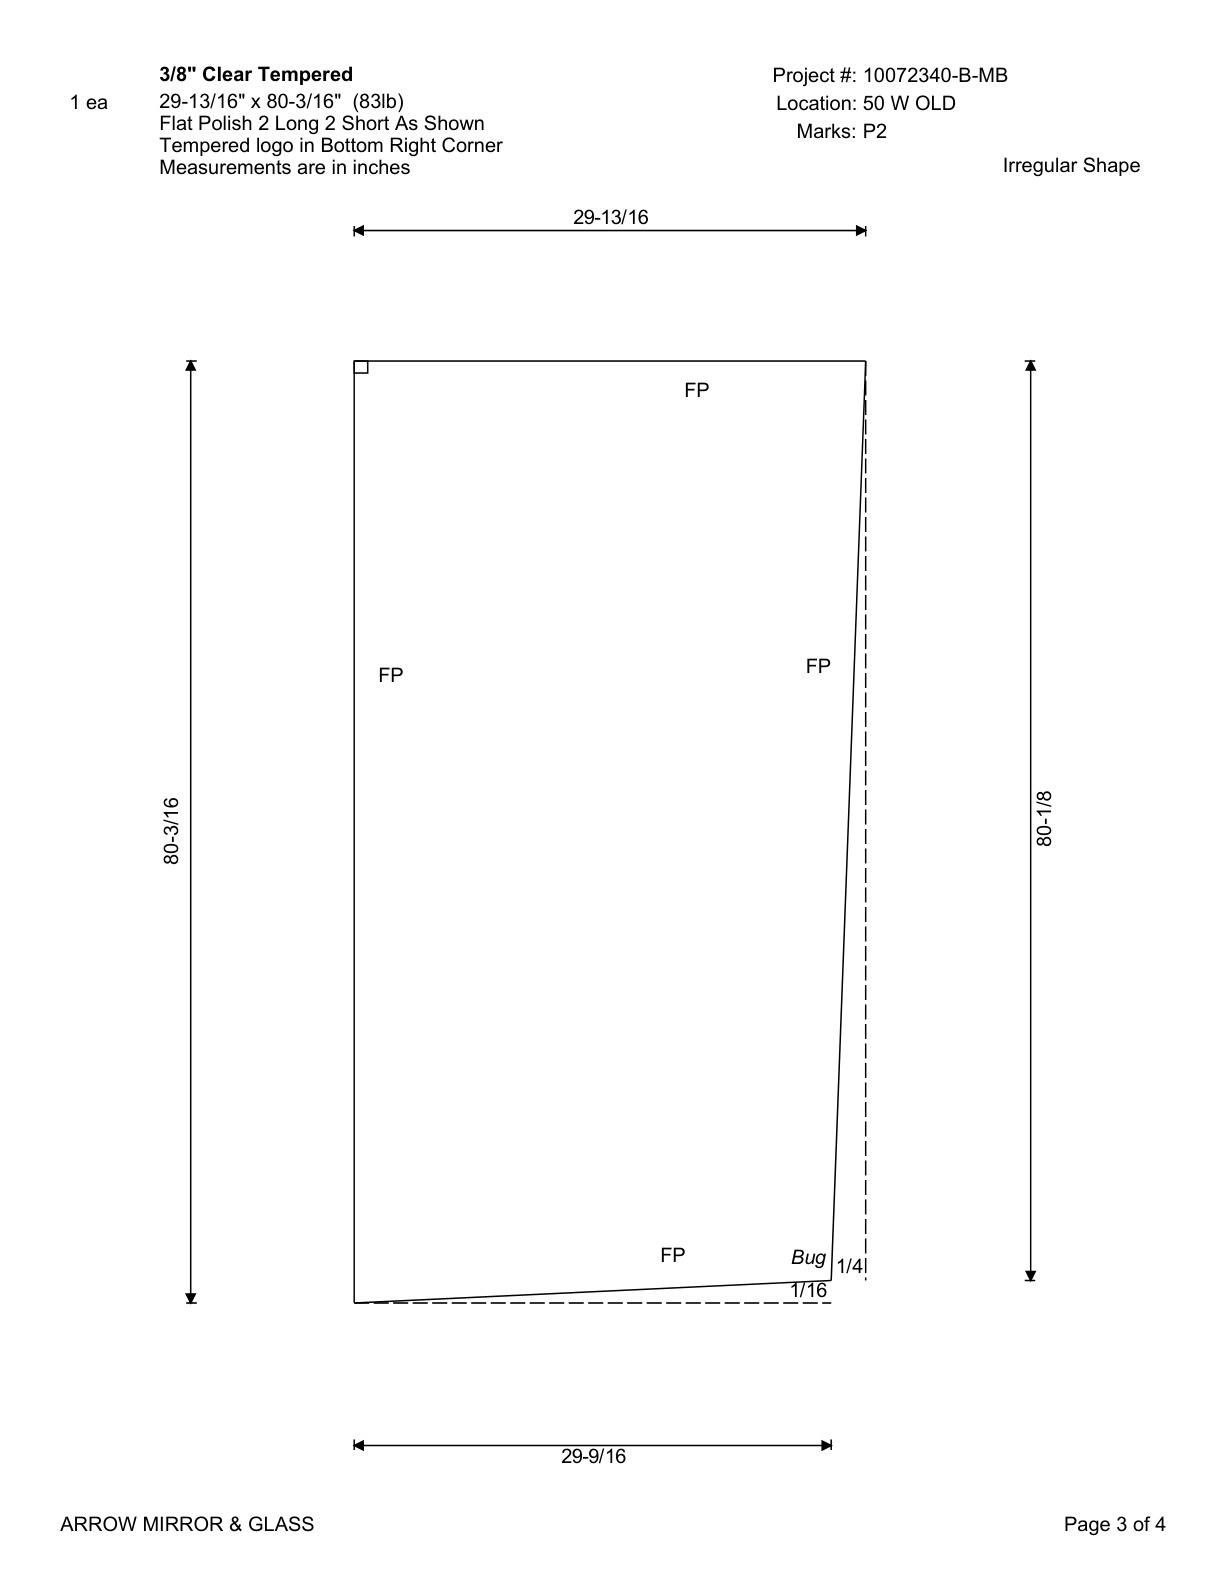 3/8" Clear Tempered
1 ea
29-13/16" x 80-3/16" (83lb)
Flat Polish 2 Long 2 Short As Shown
Tempered logo in Bottom Right Corner
Measurements are in inches
Project #: 10072340-B-MB
Location: 50 W OLD
Marks: P2
Irregular Shape
29-13/16
FP
FP
FP
80-3/16
80-1/8
FP
Bug
1/4
1/16
29-9/16
ARROW MIRROR & GLASS
Page 3 of 4